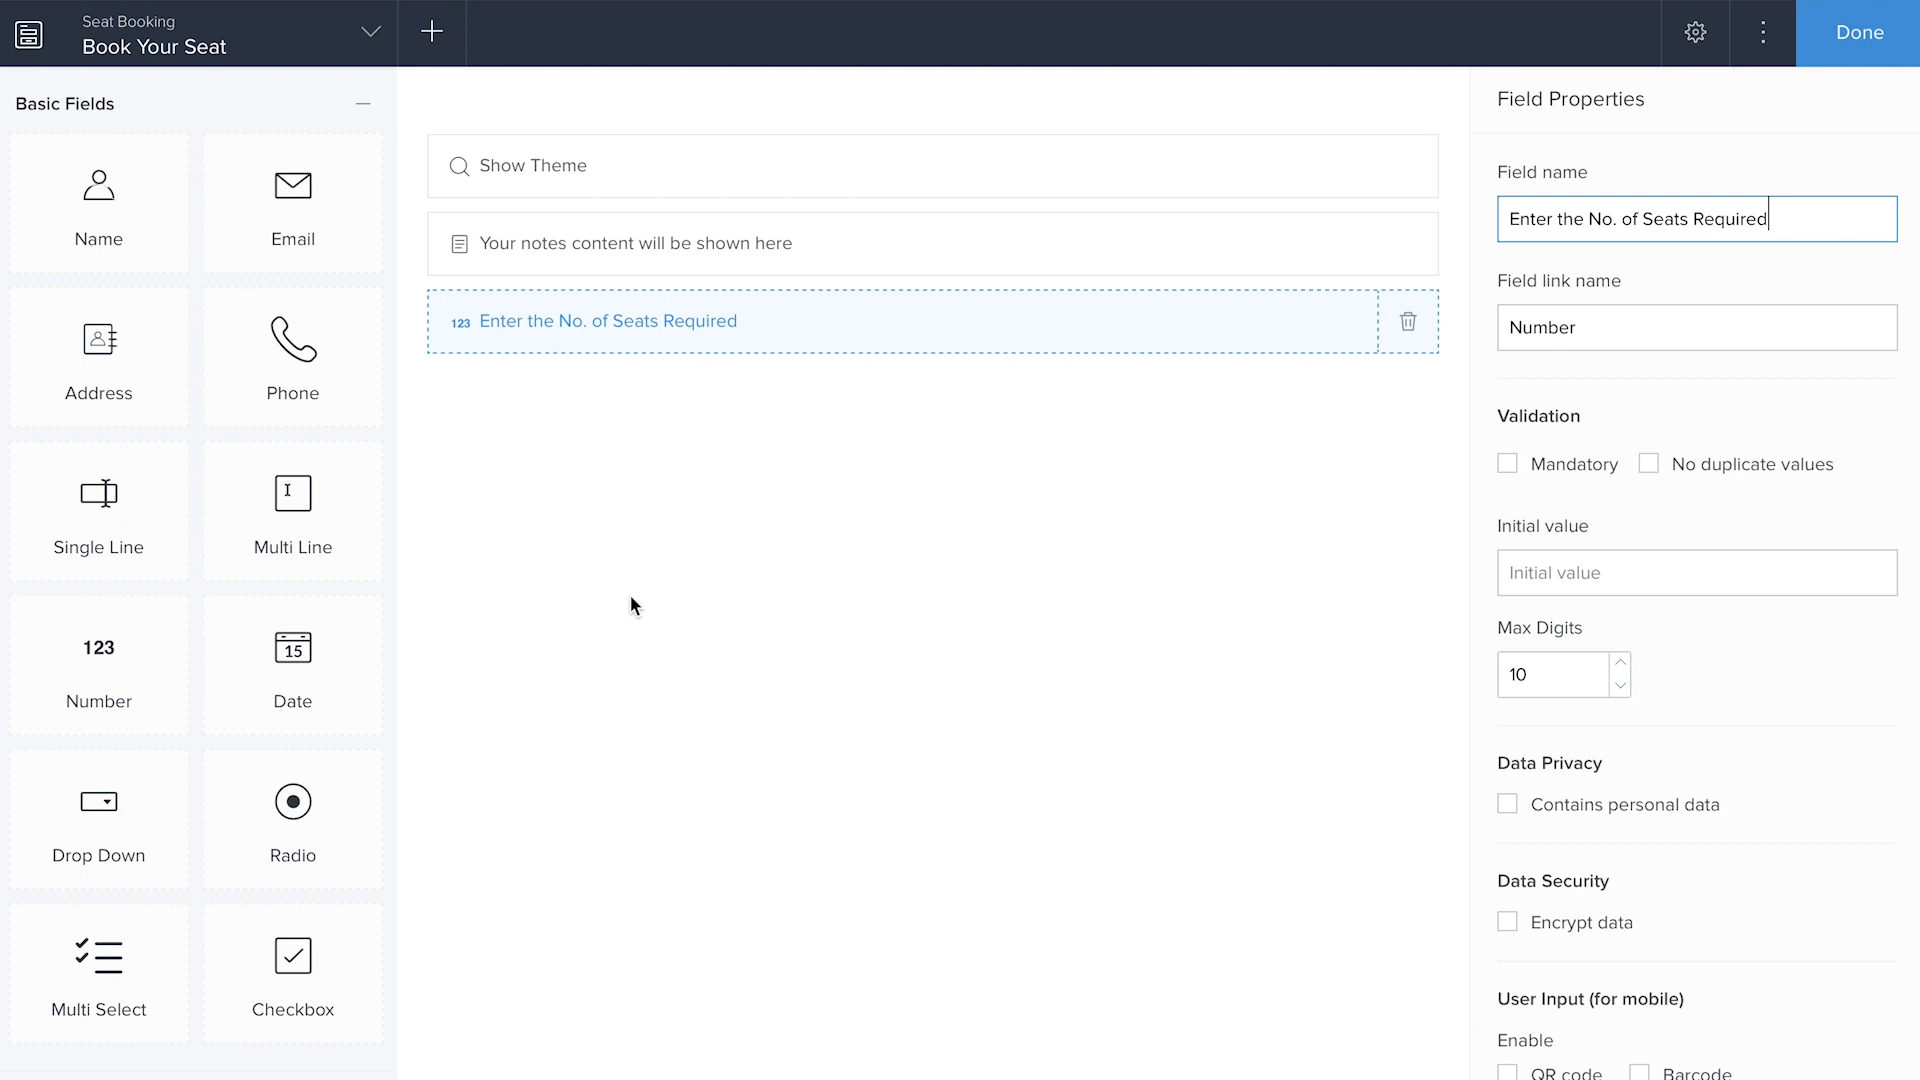 Seat Booking
Book Your Seat
Done
Basic Fields
Name
Email
Address
Phone
Single Line
Multi Line
123
Number
15
Date
Drop Down
Radio
Multi Select
Checkbox
Show Theme
Your notes content will be shown here
123 Enter the No. of Seats Required
Field Properties
Field name
Enter the No. of Seats Required
Field link name
Number
Validation
Mandatory
No duplicate values
Initial value
Initial value
Max Digits
10
Data Privacy
Contains personal data
Data Security
Encrypt data
User Input (for mobile)
Enable
QR code
Barcode